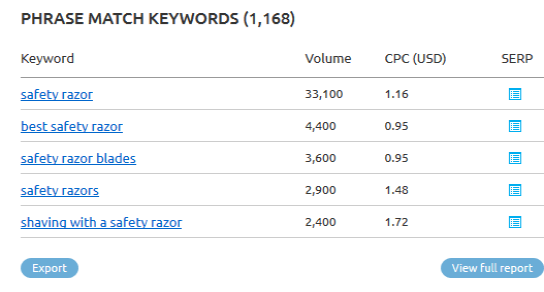 PHRASE MATCH KEYWORDS (1,168)
Keyword Volume CPC (USD) SERP
safety razor 33,100 1.16
best safety razor 4,400 0.95
safety razor blades 3,600 0.95
safety razors 2,900 1.48
shaving with a safety razor 2,400 1.72
Export View full report